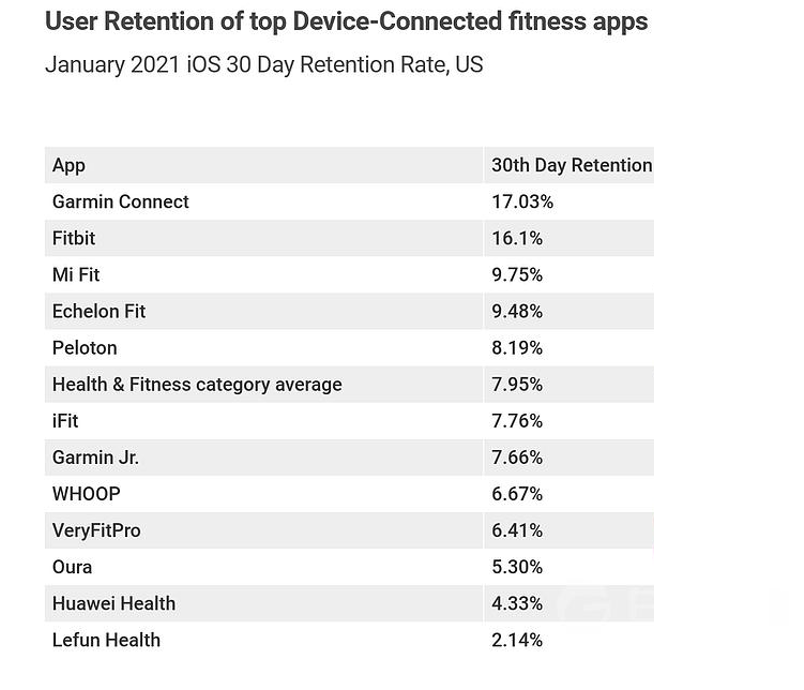 User Retention of top Device-Connected fitness apps
January 2021 iOS 30 Day Retention Rate, US
App 30th Day Retention
Garmin Connect 17.03%
Fitbit 16.1%
Mi Fit 9.75%
Echelon Fit 9.48%
Peloton 8.19%
Health & Fitness category average 7.95%
iFit 7.76%
Garmin Jr. 7.66%
WHOOP 6.67%
VeryFitPro 6.41%
Oura 5.30%
Huawei Health 4.33%
Lefun Health 2.14%